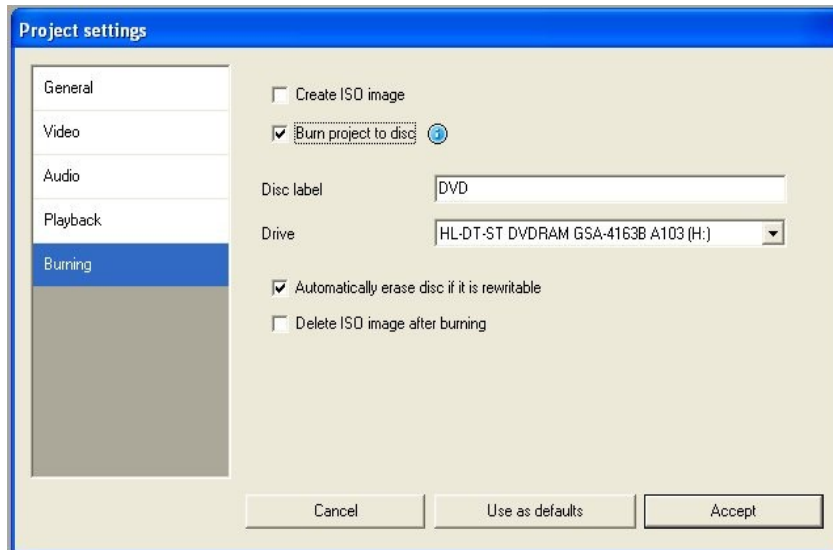 Project settings
General
Video
Audio
Playback
Burning
Create ISO image
Burn project to disc
Disc label
DVD
Drive
HL-DT-ST DVDRAM GSA-4163B A103 (H:)
Automatically erase disc if it is rewritable
Delete ISO image after burning
Cancel
Use as defaults
Accept